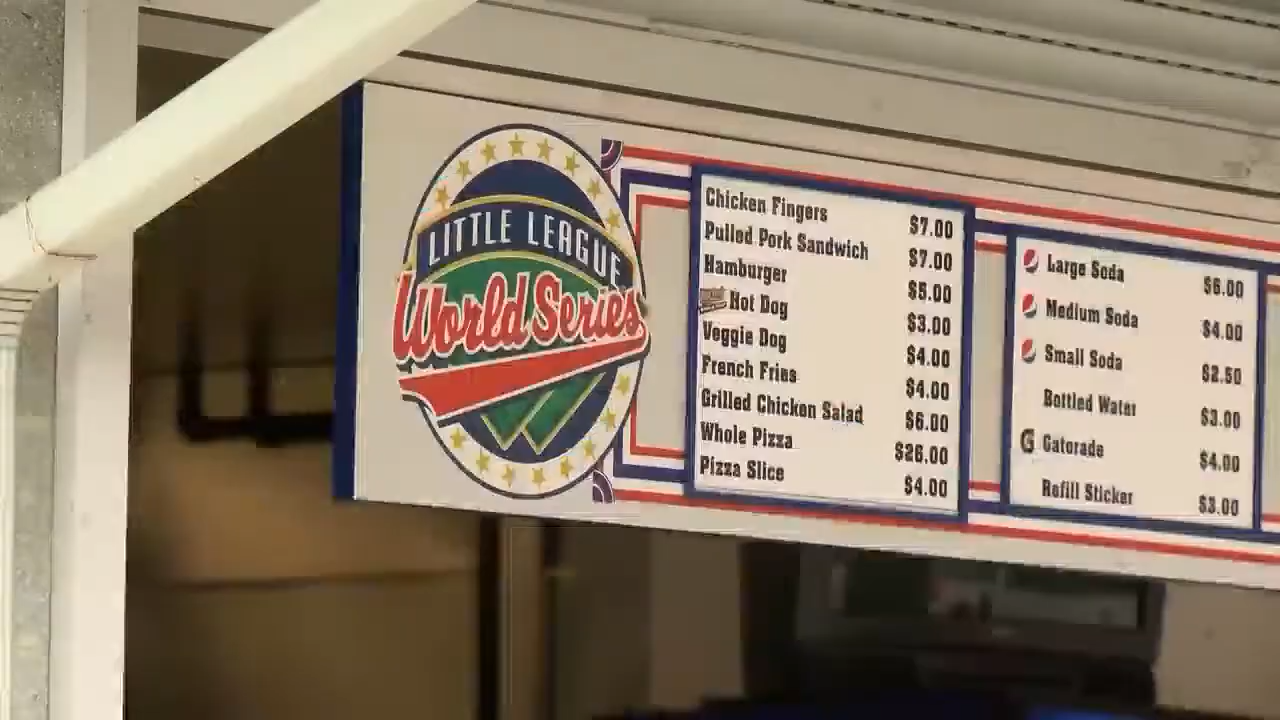 LITTLE LEAGUE
World Series
Chicken Fingers $7.00
Pulled Pork Sandwich $7.00
Hamburger $5.00
Hot Dog $3.00
Veggie Dog $4.00
French Fries $4.00
Grilled Chicken Salad $6.00
Whole Pizza $26.00
Pizza Slice $4.00
Large Soda $6.00
Medium Soda $4.00
Small Soda $2.50
Bottled Water $3.00
G Gatorade $4.00
Refill Sticker $3.00